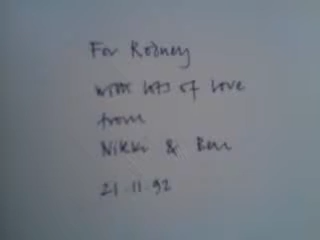 For Rodney
with lots of love
from
Nikki & Ben
21.11.92